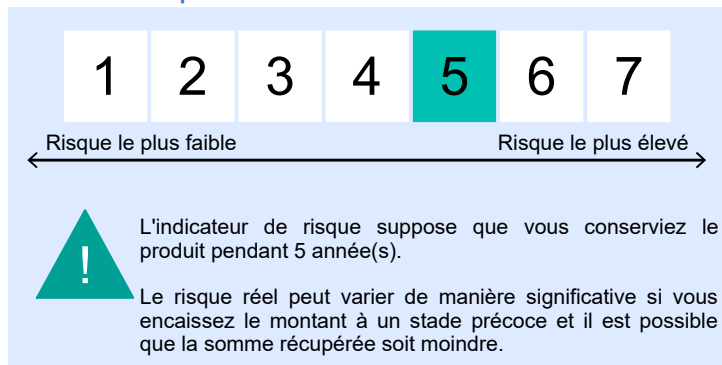 1 2 3 4 5 6 7
Risque le plus faible Risque le plus élevé
!
L'indicateur de risque suppose que vous conserviez le
produit pendant 5 année(s).
Le risque réel peut varier de manière significative si vous
encaissez le montant à un stade précoce et il est possible
que la somme récupérée soit moindre.